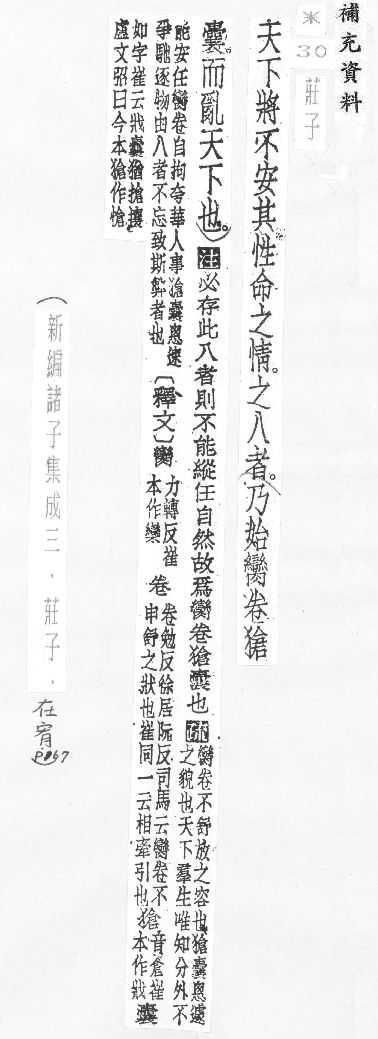 補充資料
※30 莊子
天下將不安其性命之情。之八者。乃始臠卷獊
囊。而亂天下也。注必存此八者則不能縱任自然故爲臠卷獊囊也疏臠卷不舒放之容也獊囊恖遽
之貌也天下羣生唯知分外不
能安任臠卷自拘夸華人事獊囊恖遽
爭馳逐物由八者不忘致斯弊者也
〔釋文〕臠力轉反崔
本作欒
卷卷勉反徐居阮反司馬云臠卷不
申舒之狀也崔同一云相牽引也
獊音倉崔
本作戕
囊
如字崔云戕囊猶搶攘
盧文弨曰今本獊作愴
(新編諸子集成三．莊子．在宥
P.167